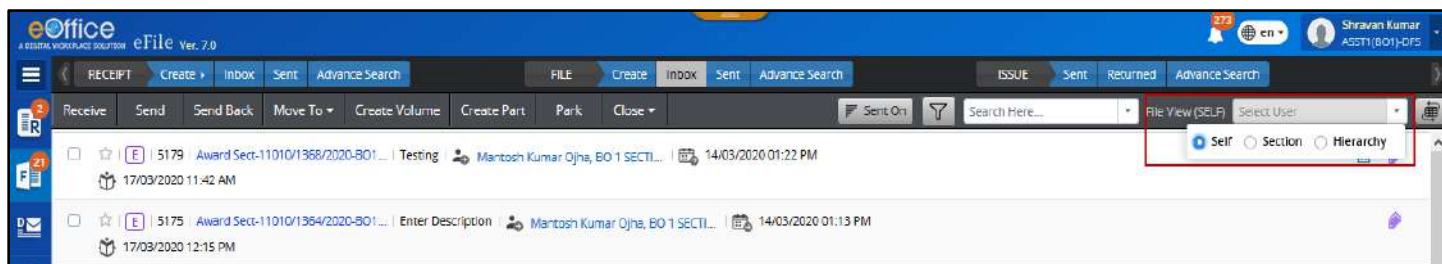 eOffice
A DIGITAL WORKPLACE SOLUTION eFile Ver. 7.0
273
en
Shravan Kumar
ASST1(BO1)-DFS
RECEIPT Create Inbox Sent Advance Search
FILE Create Inbox Sent Advance Search
ISSUE Sent Returned Advance Search
2
R
Receive Send Send Back Move To Create Volume Create Part Park Close
Sent On
Search Here...
File View (SELF) Select User
Self Section Hierarchy
21
F
E 5179 Award Sect-11010/1368/2020-BO1... Testing Mantosh Kumar Ojha, BO 1 SECTI... 14/03/2020 01:22 PM
17/03/2020 11:42 AM
D
E 5175 Award Sect-11010/1364/2020-BO1... Enter Description Mantosh Kumar Ojha, BO 1 SECTI... 14/03/2020 01:13 PM
17/03/2020 12:15 PM